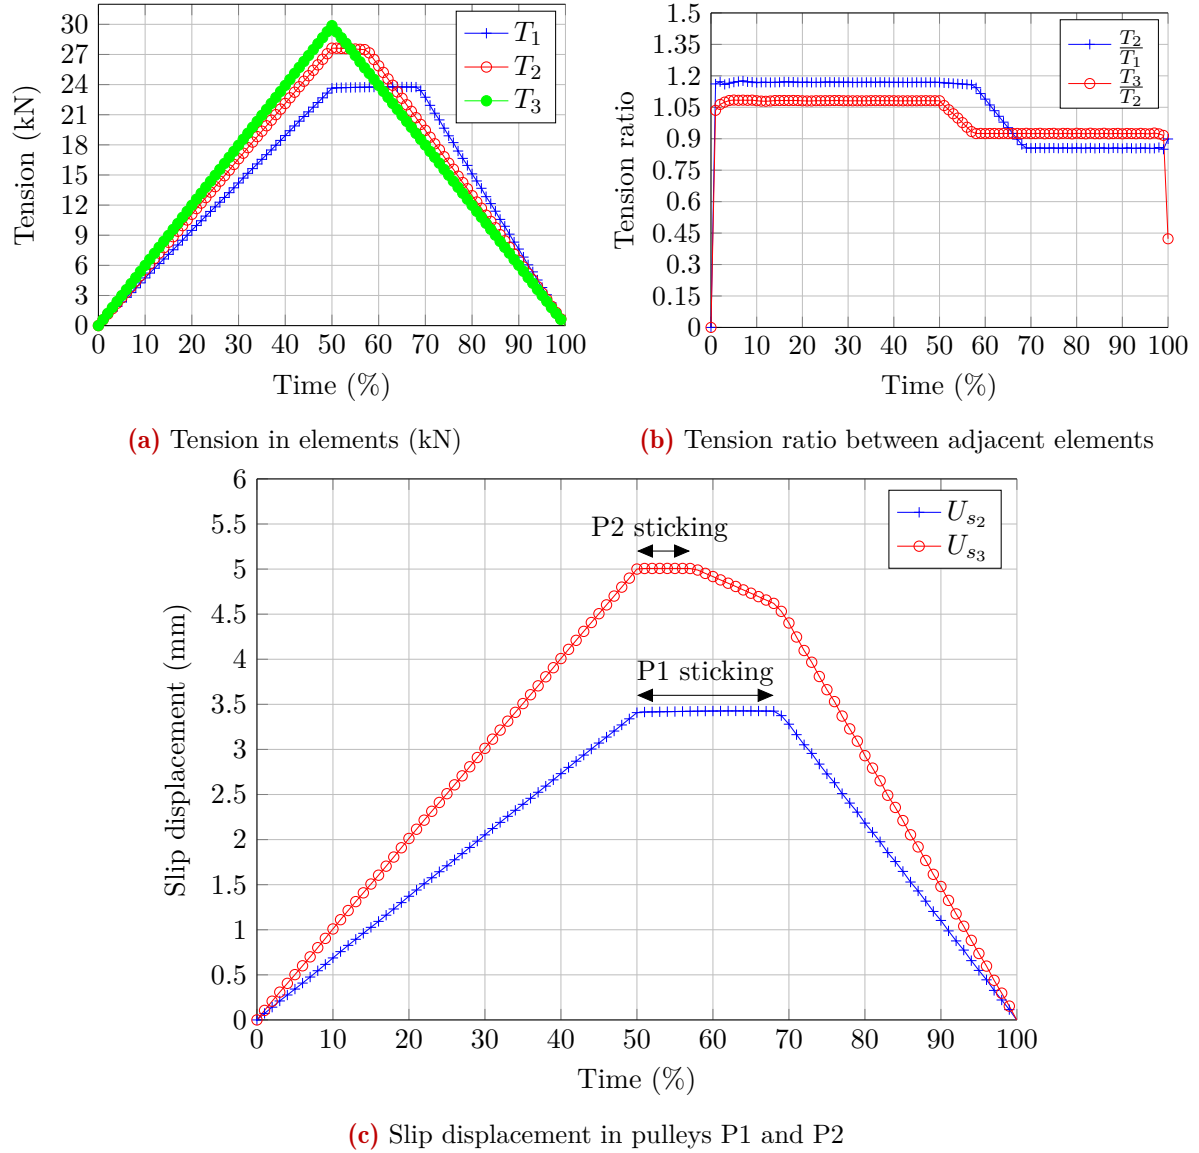 30
27
24
21
18
15
12
9
6
3
0
0 10 20 30 40 50 60 70 80 90 100
Tension (kN)
Time (%)
T1
T2
T3
(a) Tension in elements (kN)
1.5
1.35
1.2
1.05
0.9
0.75
0.6
0.45
0.3
0.15
0
0 10 20 30 40 50 60 70 80 90 100
Tension ratio
Time (%)
T2/T1
T3/T2
(b) Tension ratio between adjacent elements
6
5.5
5
4.5
4
3.5
3
2.5
2
1.5
1
0.5
0
0 10 20 30 40 50 60 70 80 90 100
Slip displacement (mm)
Time (%)
P2 sticking
P1 sticking
Us2
Us3
(c) Slip displacement in pulleys P1 and P2